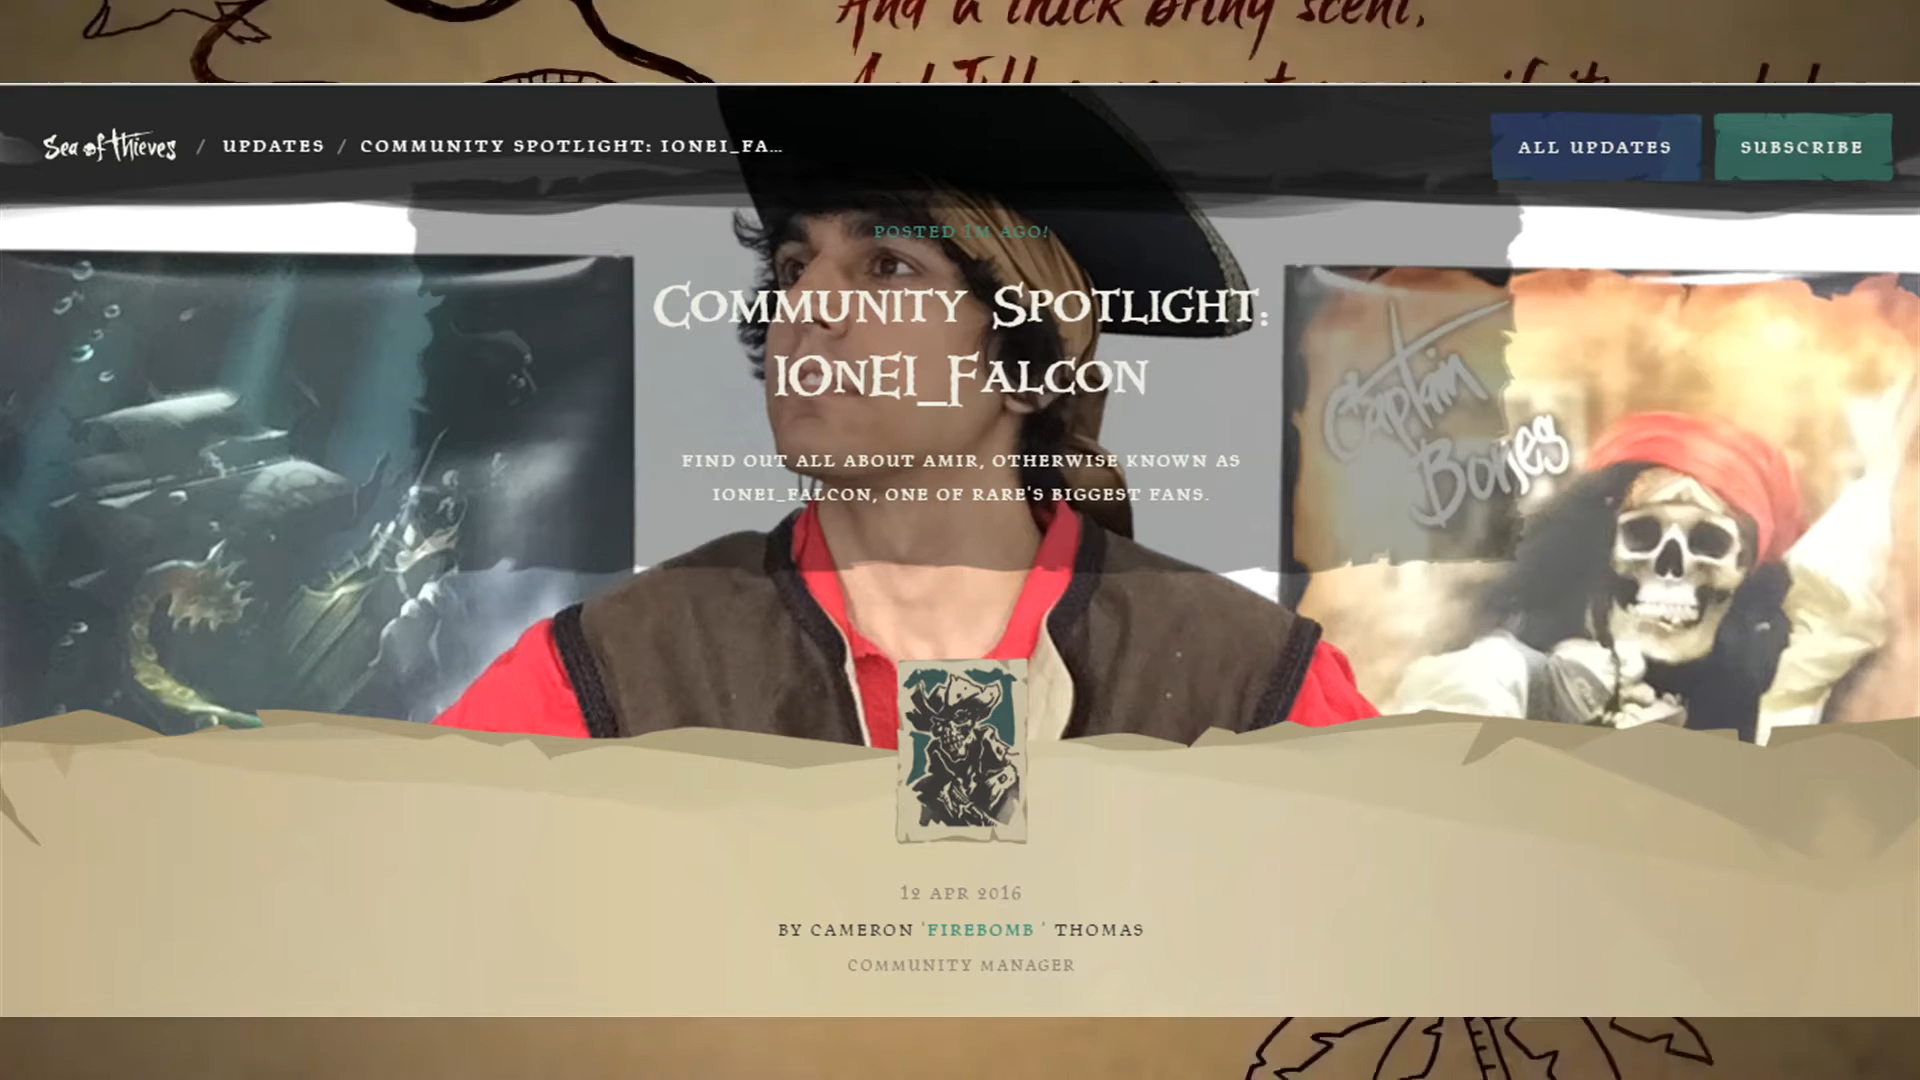 And a thick briny scent,
Sea of Thieves / UPDATES / COMMUNITY SPOTLIGHT: IONEI_FA...
ALL UPDATES
SUBSCRIBE
POSTED 1M AGO!
COMMUNITY SPOTLIGHT:
IONEI_FALCON
FIND OUT ALL ABOUT AMIR, OTHERWISE KNOWN AS
IONEI_FALCON, ONE OF RARE'S BIGGEST FANS.
Captain
Bones
12 APR 2016
BY CAMERON 'FIREBOMB ' THOMAS
COMMUNITY MANAGER